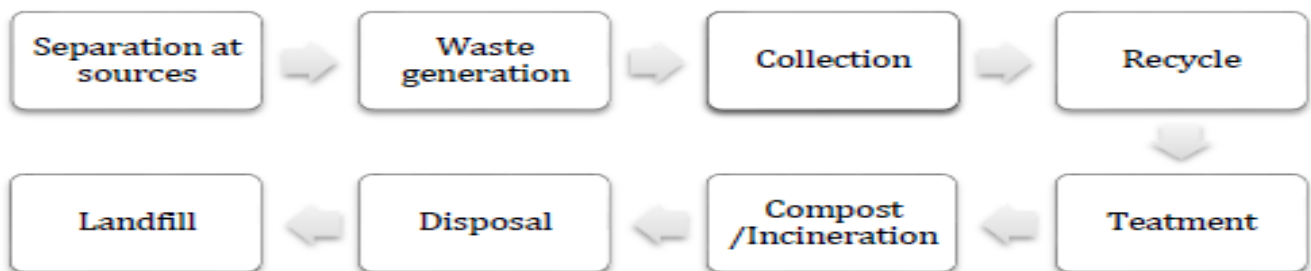 Separation at
sources
Waste
generation
Collection
Recycle
Teatment
Compost
/Incineration
Disposal
Landfill